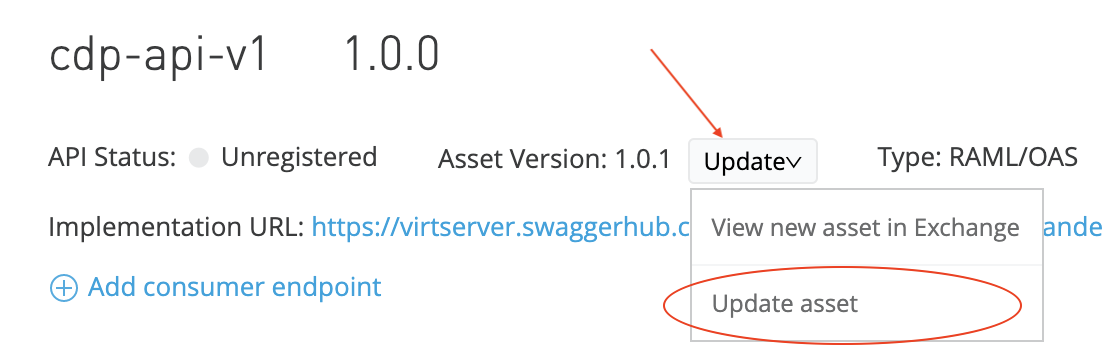 cdp-api-v1 1.0.0
API Status: Unregistered Asset Version: 1.0.1 Update Type: RAML/OAS
Implementation URL: https://virtserver.swaggerhub.c ande
View new asset in Exchange
Add consumer endpoint
Update asset